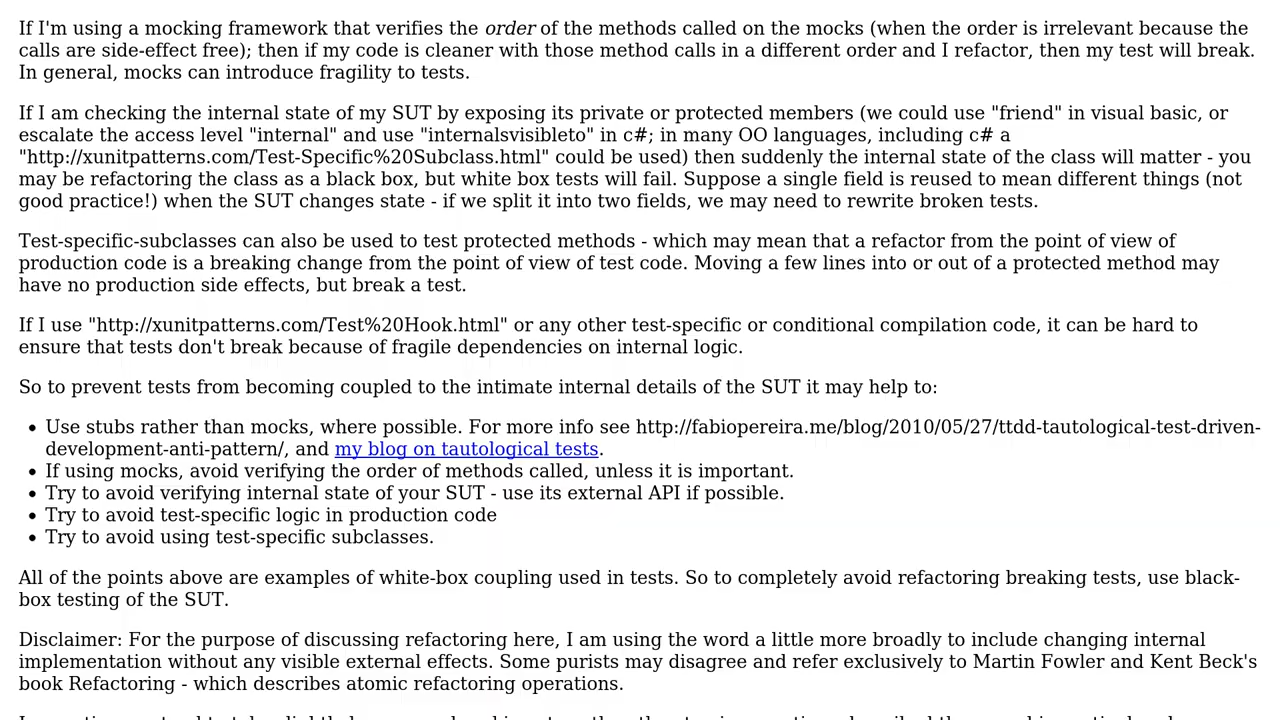 If I'm using a mocking framework that verifies the order of the methods called on the mocks (when the order is irrelevant because the
calls are side-effect free); then if my code is cleaner with those method calls in a different order and I refactor, then my test will break.
In general, mocks can introduce fragility to tests.
If I am checking the internal state of my SUT by exposing its private or protected members (we could use "friend" in visual basic, or
escalate the access level "internal" and use "internalsvisibleto" in c#; in many OO languages, including c# a
"http://xunitpatterns.com/Test-Specific%20Subclass.html" could be used) then suddenly the internal state of the class will matter - you
may be refactoring the class as a black box, but white box tests will fail. Suppose a single field is reused to mean different things (not
good practice!) when the SUT changes state - if we split it into two fields, we may need to rewrite broken tests.
Test-specific-subclasses can also be used to test protected methods - which may mean that a refactor from the point of view of
production code is a breaking change from the point of view of test code. Moving a few lines into or out of a protected method may
have no production side effects, but break a test.
If I use "http://xunitpatterns.com/Test%20Hook.html" or any other test-specific or conditional compilation code, it can be hard to
ensure that tests don't break because of fragile dependencies on internal logic.
So to prevent tests from becoming coupled to the intimate internal details of the SUT it may help to:
• Use stubs rather than mocks, where possible. For more info see http://fabiopereira.me/blog/2010/05/27/ttdd-tautological-test-driven-
development-anti-pattern/, and my blog on tautological tests.
• If using mocks, avoid verifying the order of methods called, unless it is important.
• Try to avoid verifying internal state of your SUT - use its external API if possible.
• Try to avoid test-specific logic in production code
• Try to avoid using test-specific subclasses.
All of the points above are examples of white-box coupling used in tests. So to completely avoid refactoring breaking tests, use black-
box testing of the SUT.
Disclaimer: For the purpose of discussing refactoring here, I am using the word a little more broadly to include changing internal
implementation without any visible external effects. Some purists may disagree and refer exclusively to Martin Fowler and Kent Beck's
book Refactoring - which describes atomic refactoring operations.